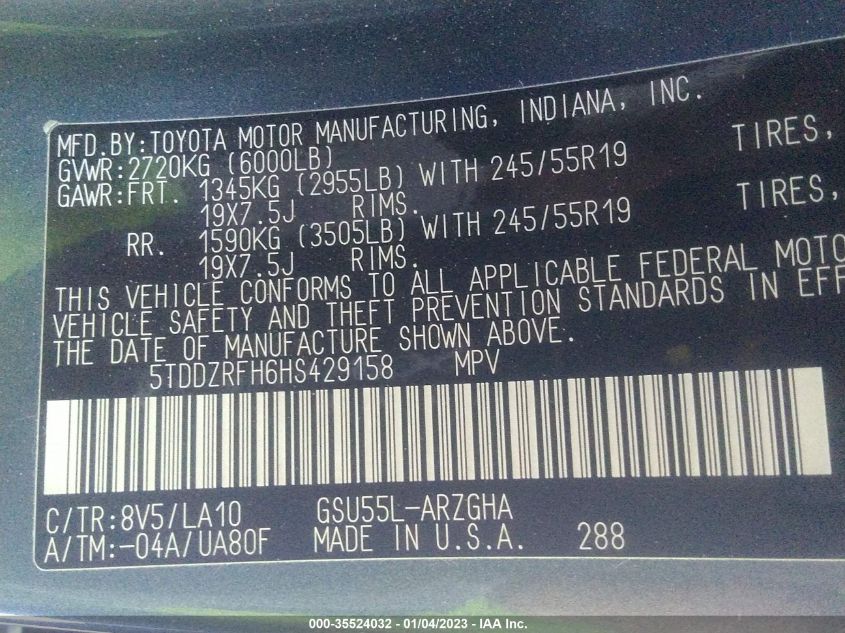 MFD.BY:TOYOTA MOTOR MANUFACTURING, INDIANA, INC.
GVWR:2720KG (6000LB)
GAWR:FRT. 1345KG (2955LB) WITH 245/55R19 TIRES,
19X7.5J RIMS.
RR. 1590KG (3505LB) WITH 245/55R19 TIRES,
19X7.5J RIMS.
THIS VEHICLE CONFORMS TO ALL APPLICABLE FEDERAL MOTO
VEHICLE SAFETY AND THEFT PREVENTION STANDARDS IN EFF
THE DATE OF MANUFACTURE SHOWN ABOVE.
5TDDZRFH6HS429158 MPV
C/TR:8V5/LA10 GSU55L-ARZGHA
A/TM:-04A/UA80F MADE IN U.S.A. 288
000-35524032 - 01/04/2023 - IAA Inc.